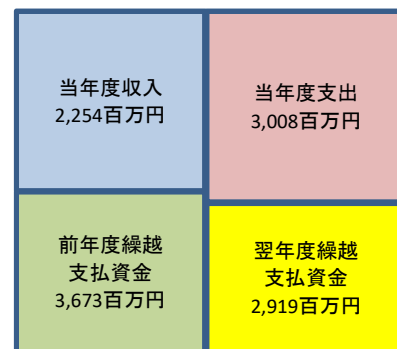 当年度収入
2,254百万円
当年度支出
3,008百万円
前年度繰越
支払資金
3,673百万円
翌年度繰越
支払資金
2,919百万円